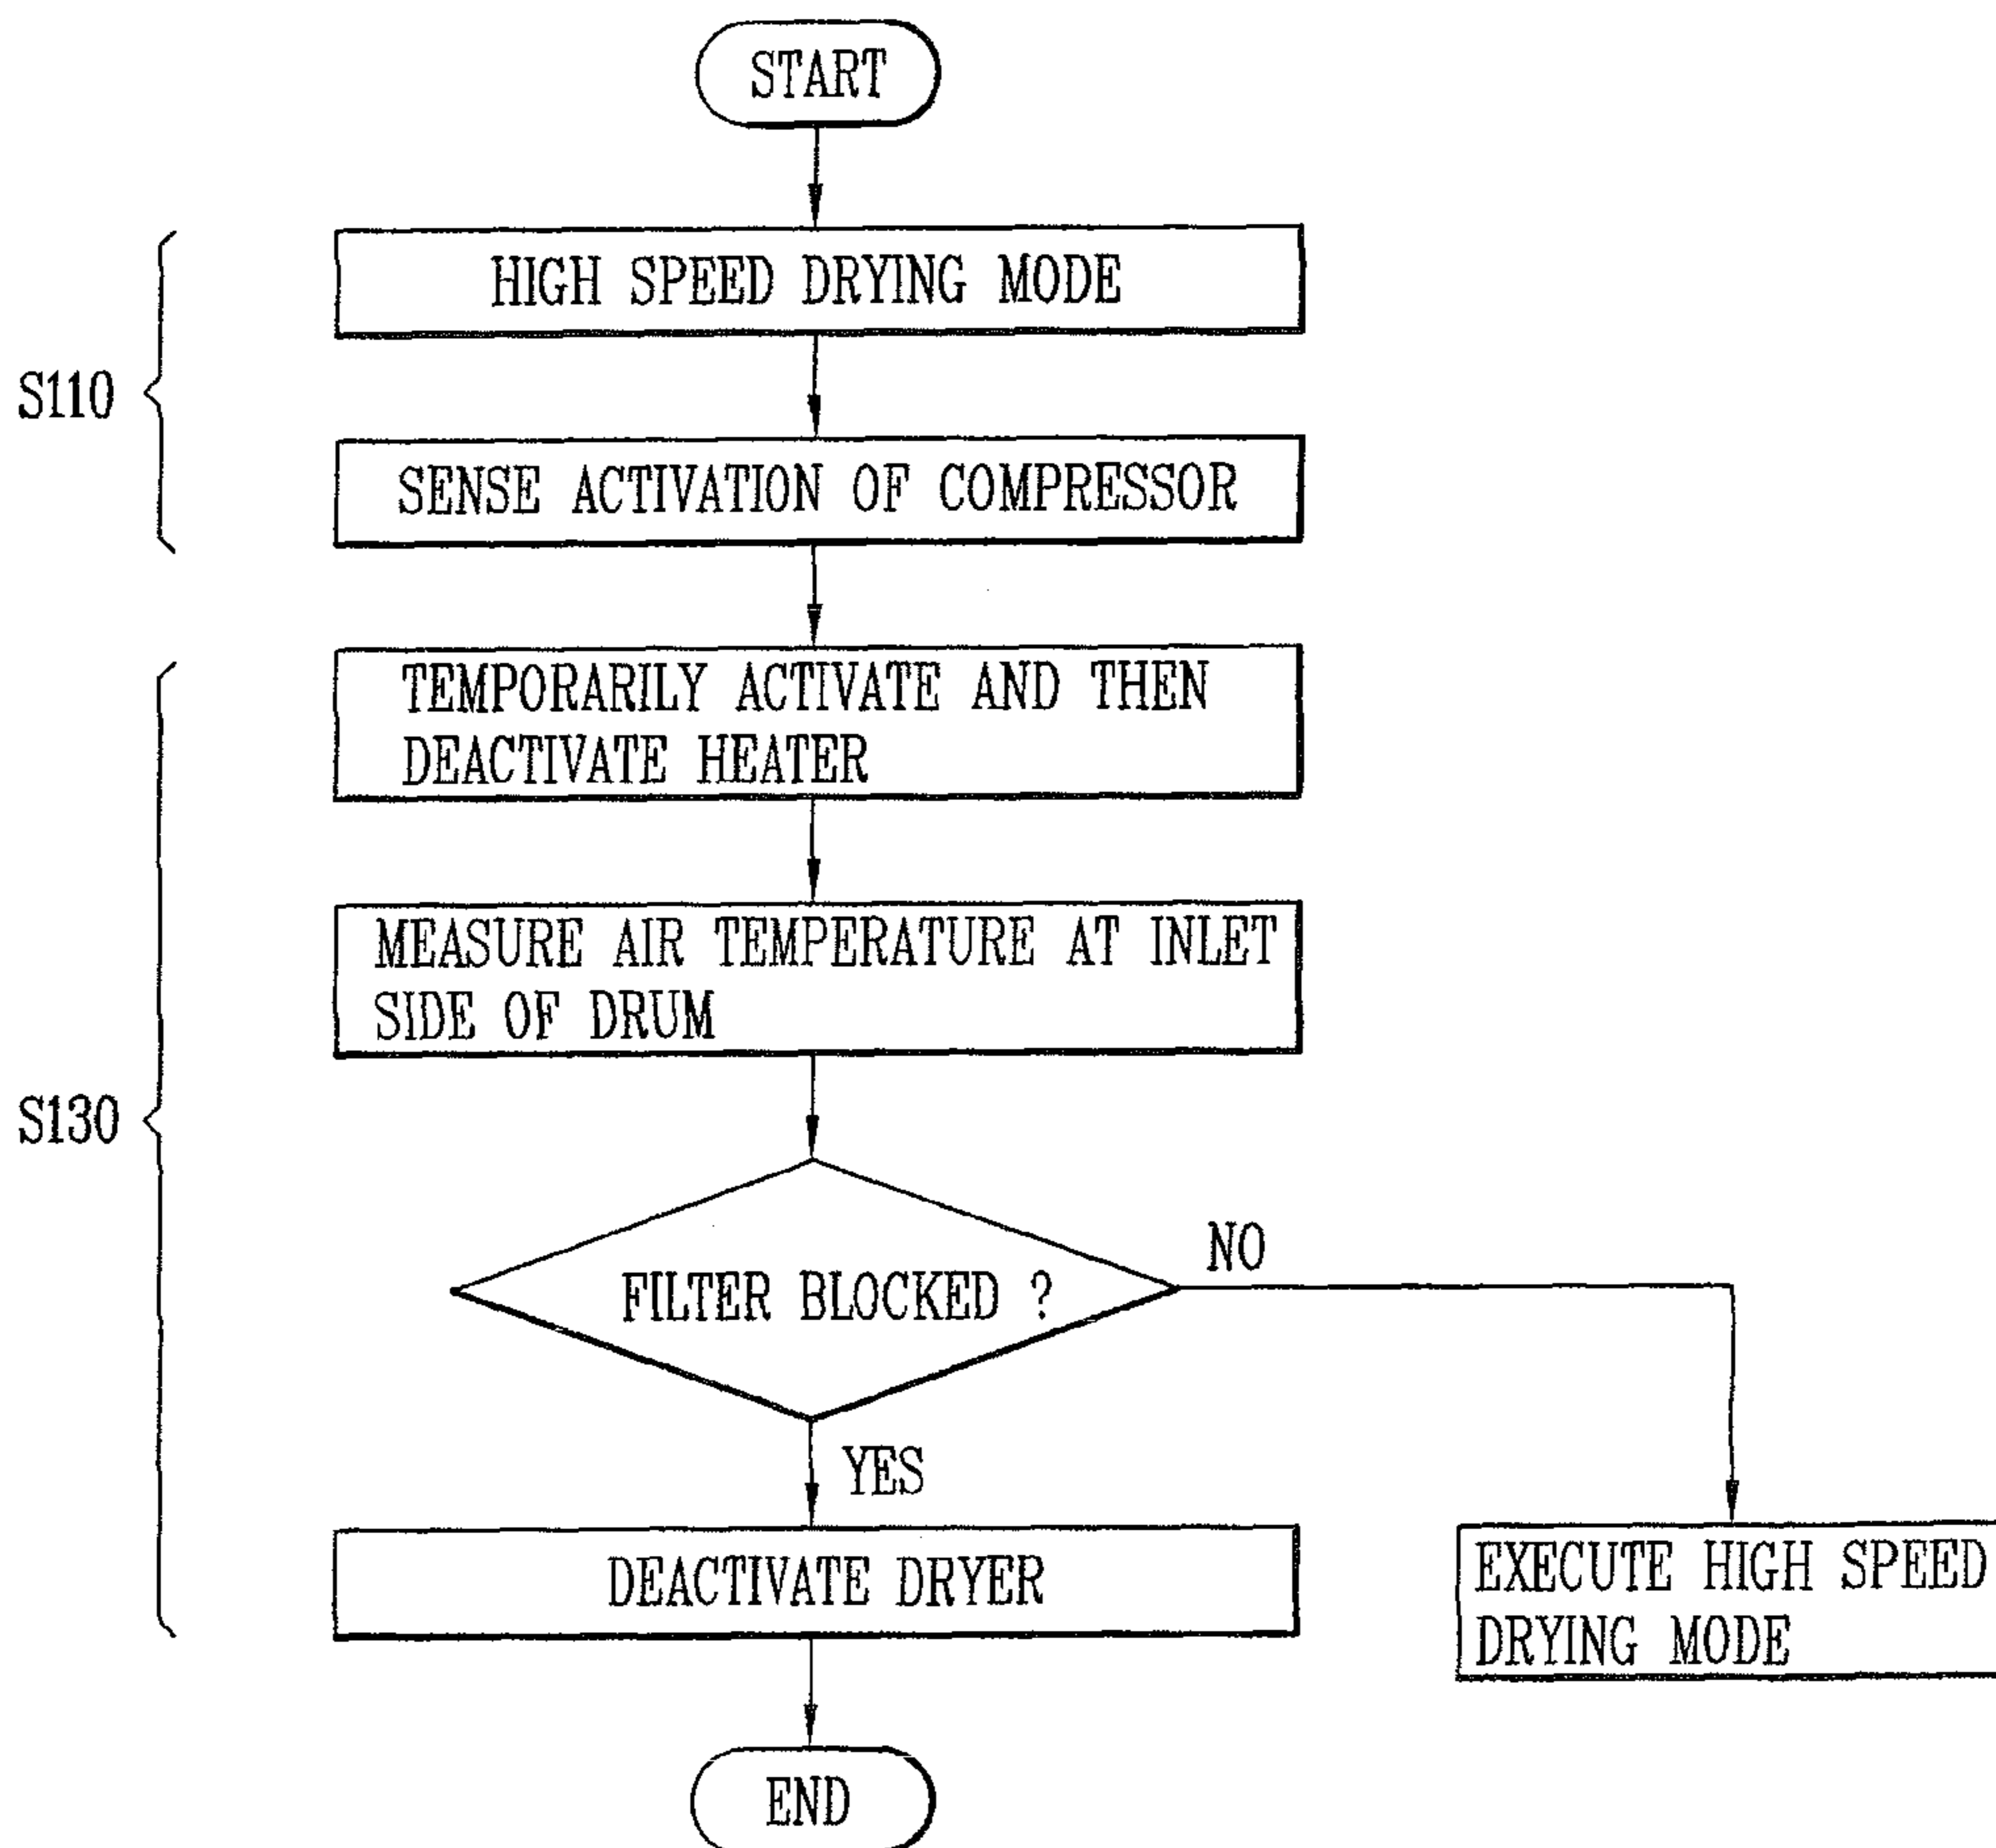 START
HIGH SPEED DRYING MODE
S110
SENSE ACTIVATION OF COMPRESSOR
TEMPORARILY ACTIVATE AND THEN
DEACTIVATE HEATER
MEASURE AIR TEMPERATURE AT INLET
SIDE OF DRUM
S130
NO
FILTER BLOCKED ?
YES
DEACTIVATE DRYER
EXECUTE HIGH SPEED
DRYING MODE
END